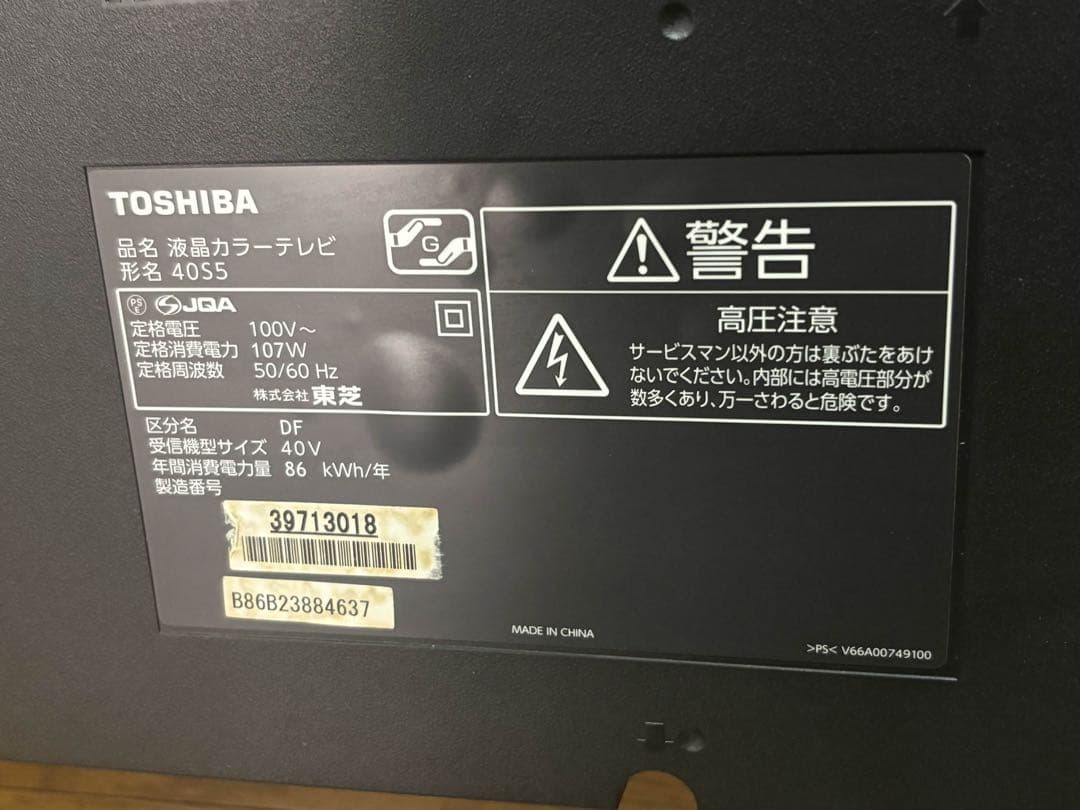 TOSHIBA
品名 液晶カラーテレビ
形名 40S5
G
PS
E
JQA
定格電圧 100V～
定格消費電力 107W
定格周波数 50/60 Hz
株式会社 東芝
区分名 DF
受信機型サイズ 40V
年間消費電力量 86 kWh/年
製造番号
39713018
B86B23884637
警告
高圧注意
サービスマン以外の方は裏ぶたをあけ
ないでください。内部には高電圧部分が
数多くあり、万一さわると危険です。
MADE IN CHINA
>PS< V66A00749100